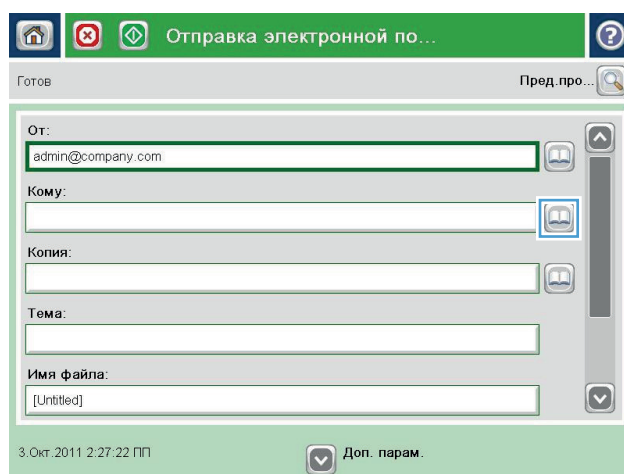 Отправка электронной по...
Готов
Пред.про...
От:
admin@company.com
Кому:
Копия:
Тема:
Имя файла:
[Untitled]
3.Окт.2011 2:27:22 ПП
Доп. парам.